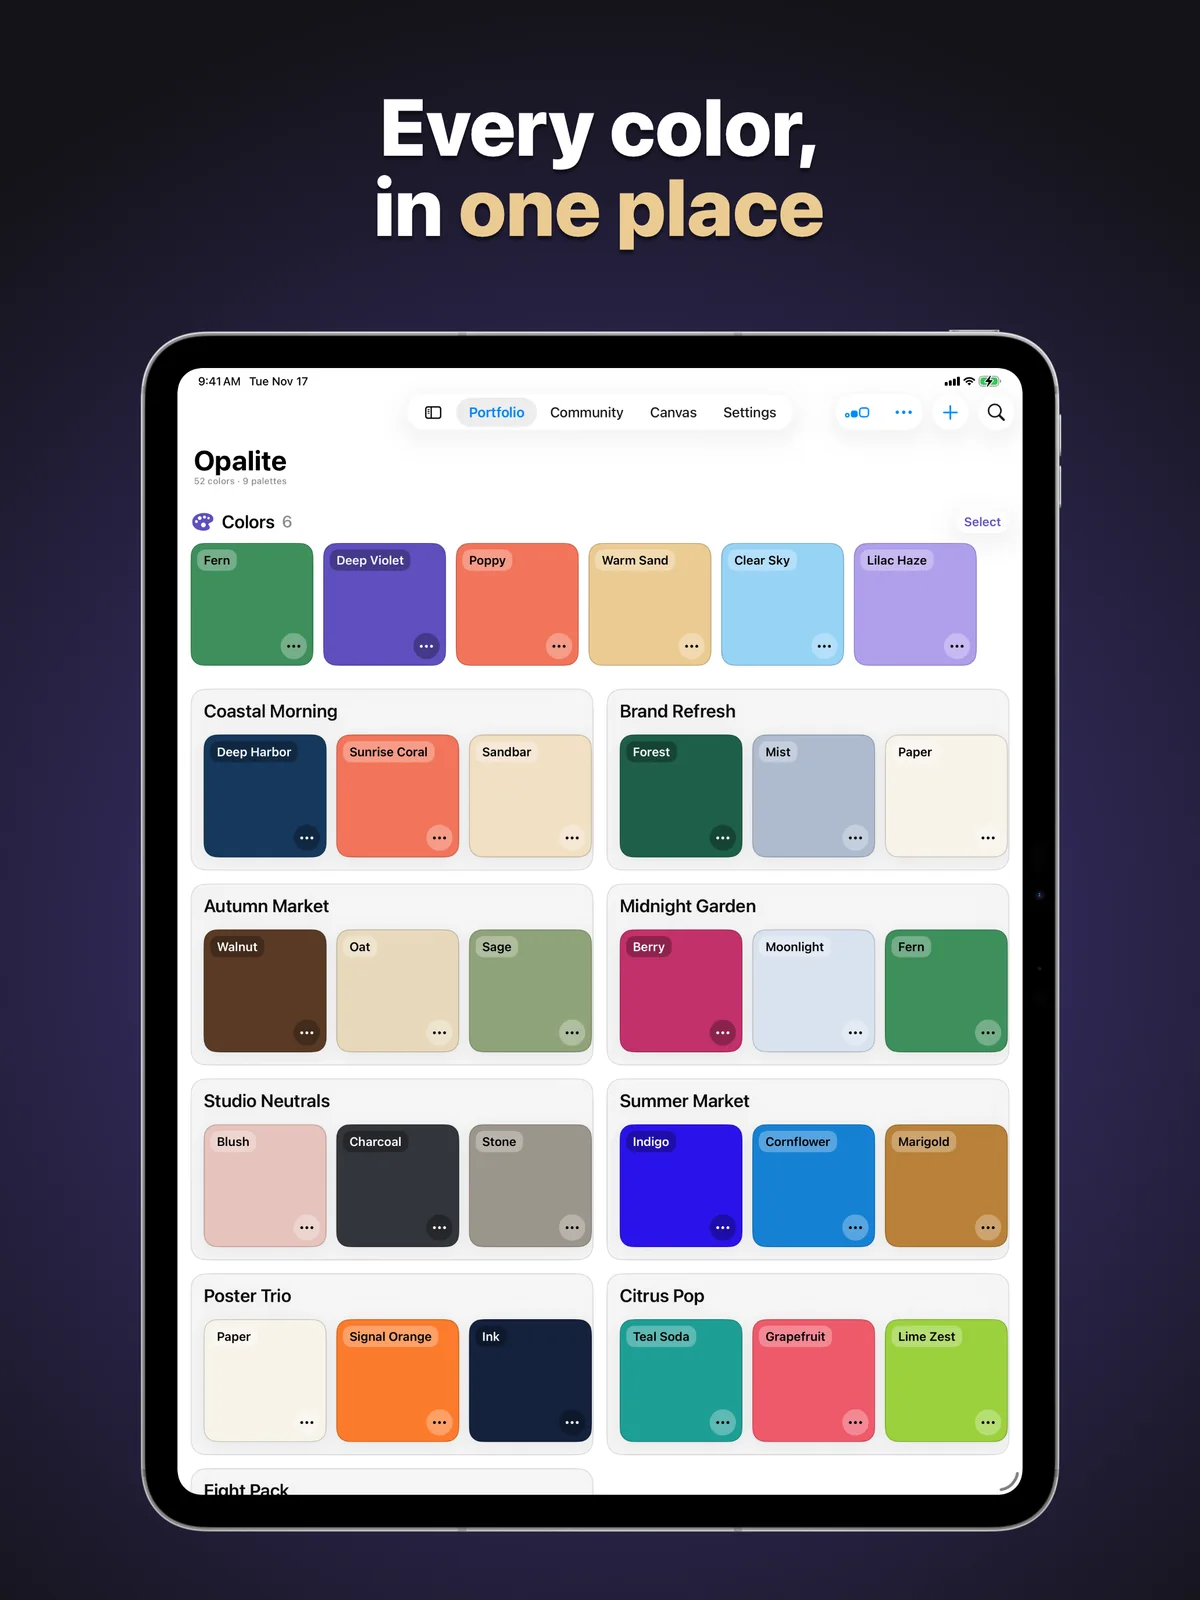 Every color,
in one place
9:41 AM Tue Nov 17
Portfolio Community Canvas Settings
Opalite
52 colors · 9 palettes
Colors 6 Select
Fern Deep Violet Poppy Warm Sand Clear Sky Lilac Haze
Coastal Morning
Deep Harbor Sunrise Coral Sandbar
Brand Refresh
Forest Mist Paper
Autumn Market
Walnut Oat Sage
Midnight Garden
Berry Moonlight Fern
Studio Neutrals
Blush Charcoal Stone
Summer Market
Indigo Cornflower Marigold
Poster Trio
Paper Signal Orange Ink
Citrus Pop
Teal Soda Grapefruit Lime Zest
Eight Pack